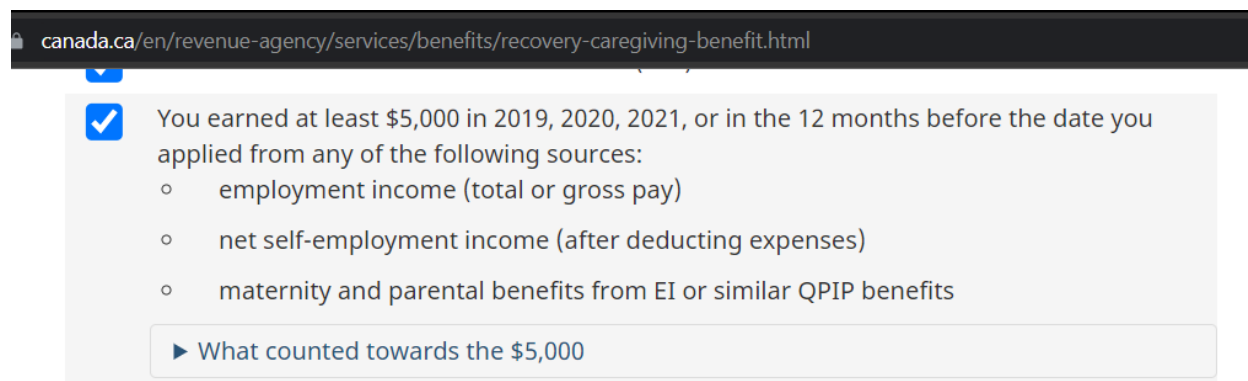 canada.ca/en/revenue-agency/services/benefits/recovery-caregiving-benefit.html
You earned at least $5,000 in 2019, 2020, 2021, or in the 12 months before the date you
applied from any of the following sources:
employment income (total or gross pay)
net self-employment income (after deducting expenses)
maternity and parental benefits from EI or similar QPIP benefits
What counted towards the $5,000